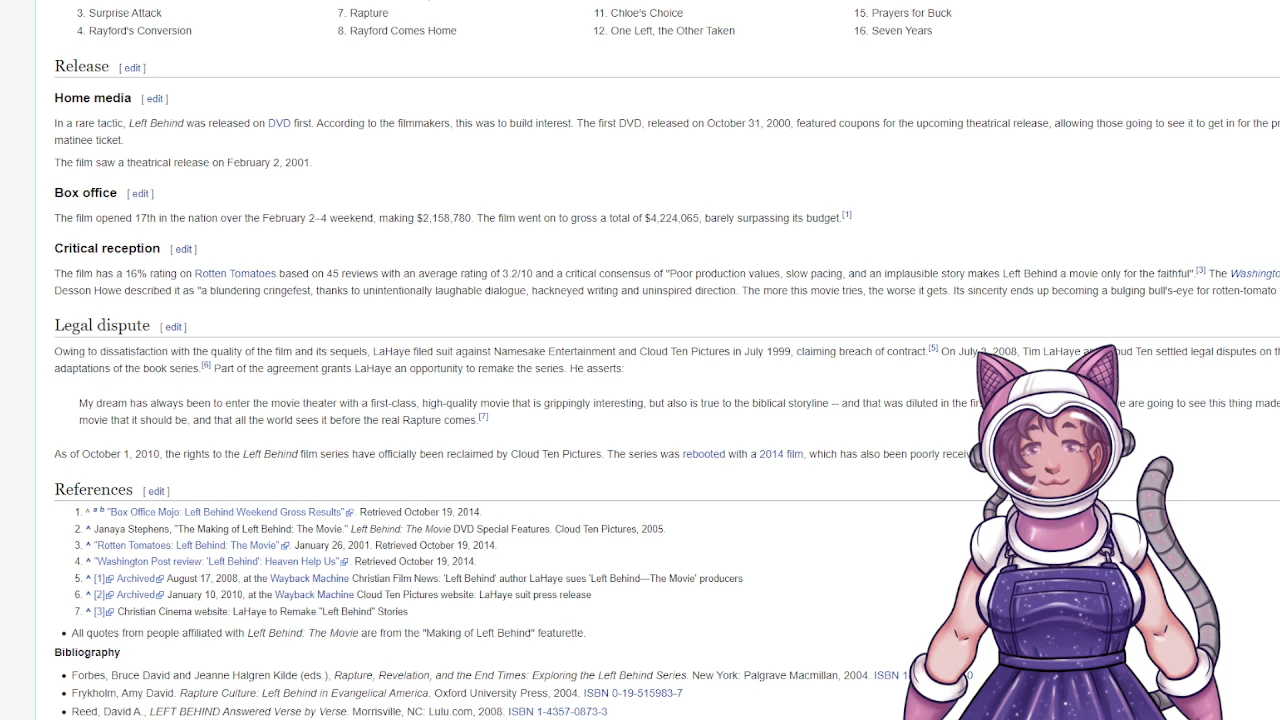 3. Surprise Attack 7. Rapture 11. Chloe's Choice 15. Prayers for Buck
4. Rayford's Conversion 8. Rayford Comes Home 12. One Left, the Other Taken 16. Seven Years
Release [ edit ]
Home media [ edit ]
In a rare tactic, Left Behind was released on DVD first. According to the filmmakers, this was to build interest. The first DVD, released on October 31, 2000, featured coupons for the upcoming theatrical release, allowing those going to see it to get in for the
matinee ticket.
The film saw a theatrical release on February 2, 2001.
Box office [ edit ]
The film opened 17th in the nation over the February 2–4 weekend, making $2,158,780. The film went on to gross a total of $4,224,065, barely surpassing its budget.[1]
Critical reception [ edit ]
The film has a 16% rating on Rotten Tomatoes based on 45 reviews with an average rating of 3.2/10 and a critical consensus of "Poor production values, slow pacing, and an implausible story makes Left Behind a movie only for the faithful".[3] The
Desson Howe described it as "a blundering cringefest, thanks to unintentionally laughable dialogue, hackneyed writing and uninspired direction. The more this movie tries, the worse it gets. Its sincerity ends up becoming a bulging bull's-eye for rotten-tomato
Legal dispute [ edit ]
Owing to dissatisfaction with the quality of the film and its sequels, LaHaye filed suit against Namesake Entertainment and Cloud Ten Pictures in July 1999, claiming breach of contract.[5] On July 2008, Tim LaHaye Ten settled legal disputes on
adaptations of the book series.[6] Part of the agreement grants LaHaye an opportunity to remake the series. He asserts:
My dream has always been to enter the movie theater with a first-class, high-quality movie that is grippingly interesting, but also is true to the biblical storyline -- and that was diluted in the are going to see this thing made
movie that it should be, and that all the world sees it before the real Rapture comes.[7]
As of October 1, 2010, the rights to the Left Behind film series have officially been reclaimed by Cloud Ten Pictures. The series was rebooted with a 2014 film, which has also been poorly
References [ edit ]
1. ^ a b "Box Office Mojo: Left Behind Weekend Gross Results". Retrieved October 19, 2014.
2. ^ Janaya Stephens, "The Making of Left Behind: The Movie." Left Behind: The Movie DVD Special Features. Cloud Ten Pictures, 2005.
3. ^ "Rotten Tomatoes: Left Behind: The Movie". January 26, 2001. Retrieved October 19, 2014.
4. ^ "Washington Post review: 'Left Behind': Heaven Help Us". Retrieved October 19, 2014.
5. ^ [1] Archived August 17, 2008, at the Wayback Machine Christian Film News: 'Left Behind' author LaHaye sues 'Left Behind—The Movie' producers
6. ^ [2] Archived January 10, 2010, at the Wayback Machine Cloud Ten Pictures website: LaHaye suit press release
7. ^ [3] Christian Cinema website: LaHaye to Remake "Left Behind" Stories
• All quotes from people affiliated with Left Behind: The Movie are from the "Making of Left Behind" featurette.
Bibliography
• Forbes, Bruce David and Jeanne Halgren Kilde (eds.), Rapture, Revelation, and the End Times: Exploring the Left Behind Series. New York: Palgrave Macmillan, 2004. ISBN
• Frykholm, Amy David. Rapture Culture: Left Behind in Evangelical America. Oxford University Press, 2004. ISBN 0-19-515983-7
• Reed, David A., LEFT BEHIND Answered Verse by Verse. Morrisville, NC: Lulu.com, 2008. ISBN 1-4357-0873-3